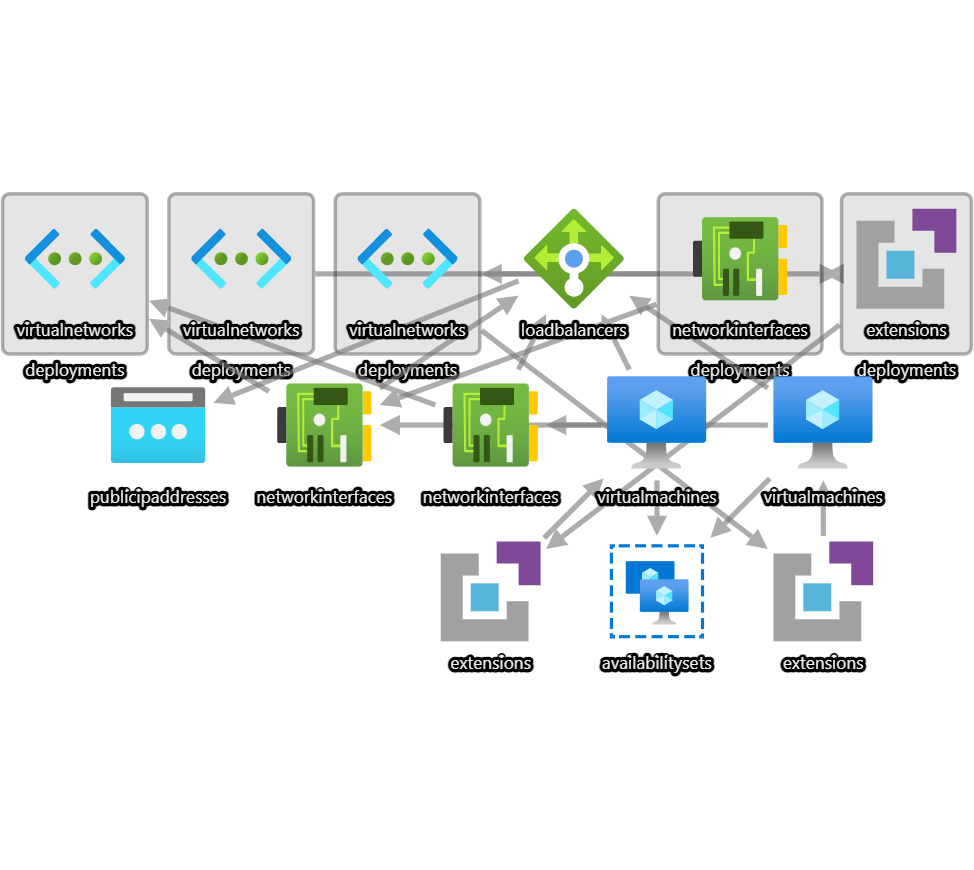 virtualnetworks
virtualnetworks
virtualnetworks
loadbalancers
networkinterfaces
extensions
deployments
deployments
deployments
deployments
deployments
publicipaddresses
networkinterfaces
networkinterfaces
virtualmachines
virtualmachines
extensions
availabilitysets
extensions